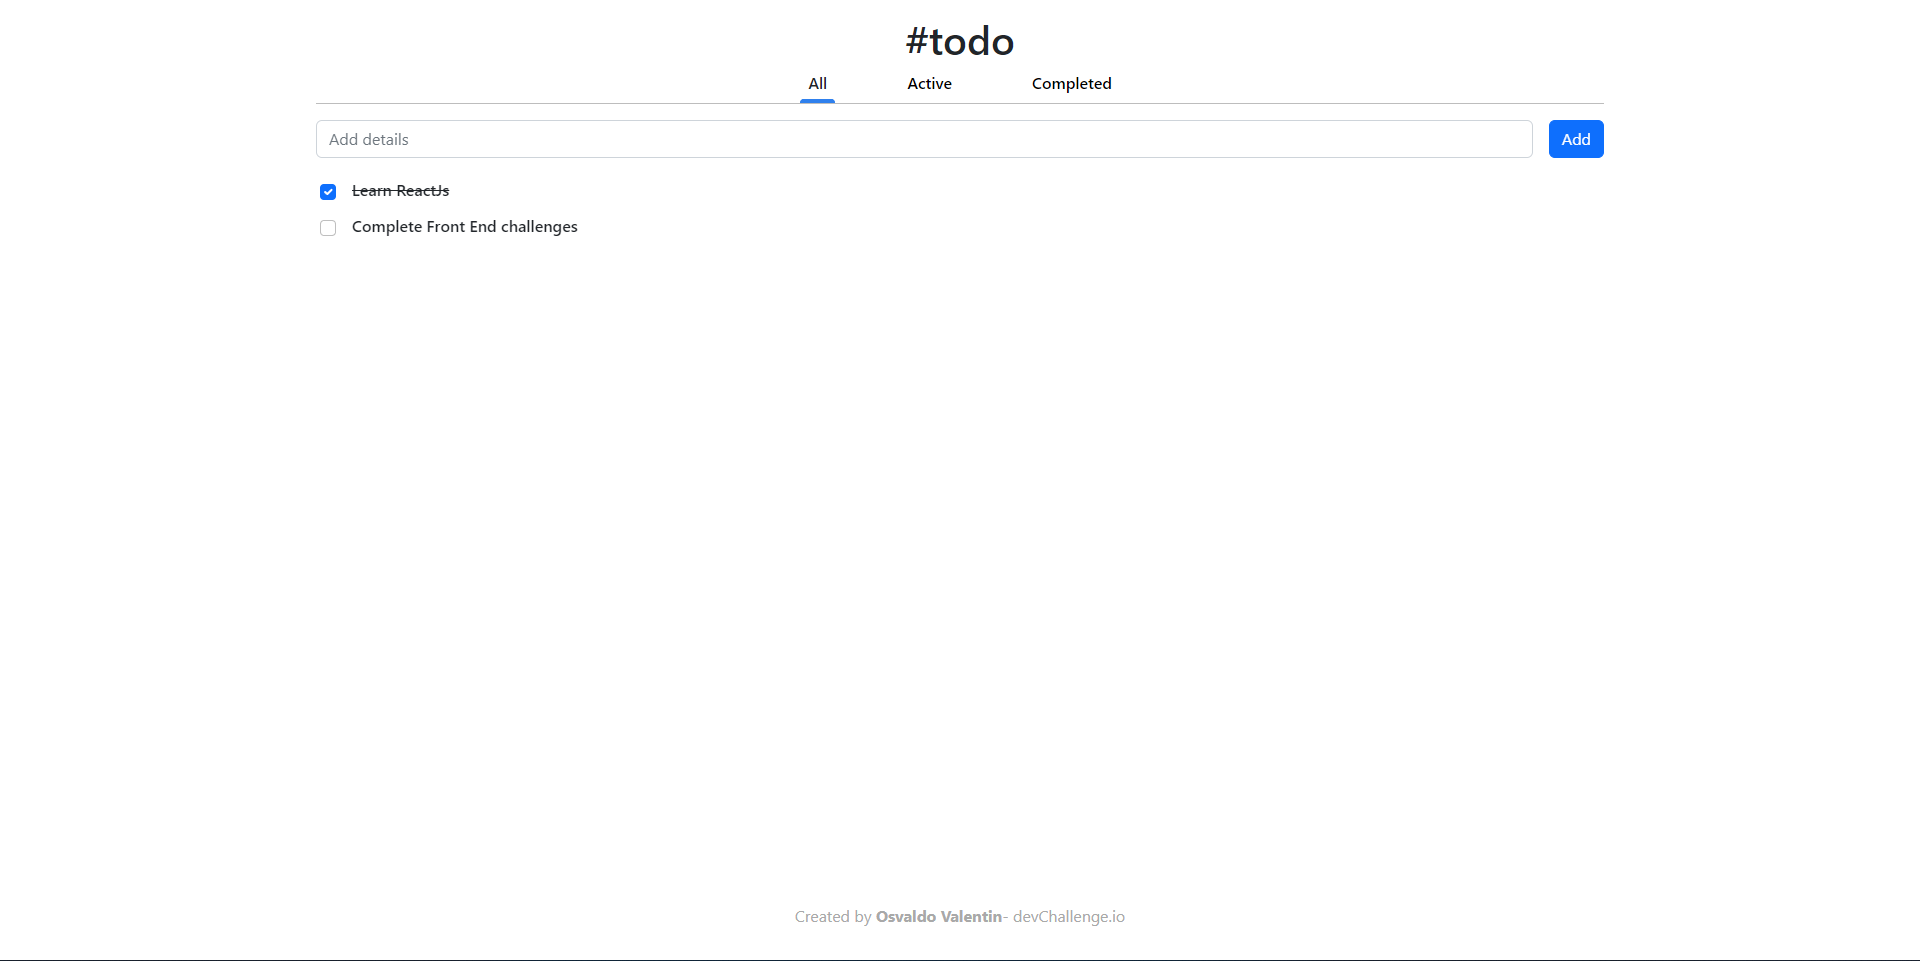 #todo
All Active Completed
Add details Add
Learn ReactJs
Complete Front End challenges
Created by Osvaldo Valentin- devChallenge.io